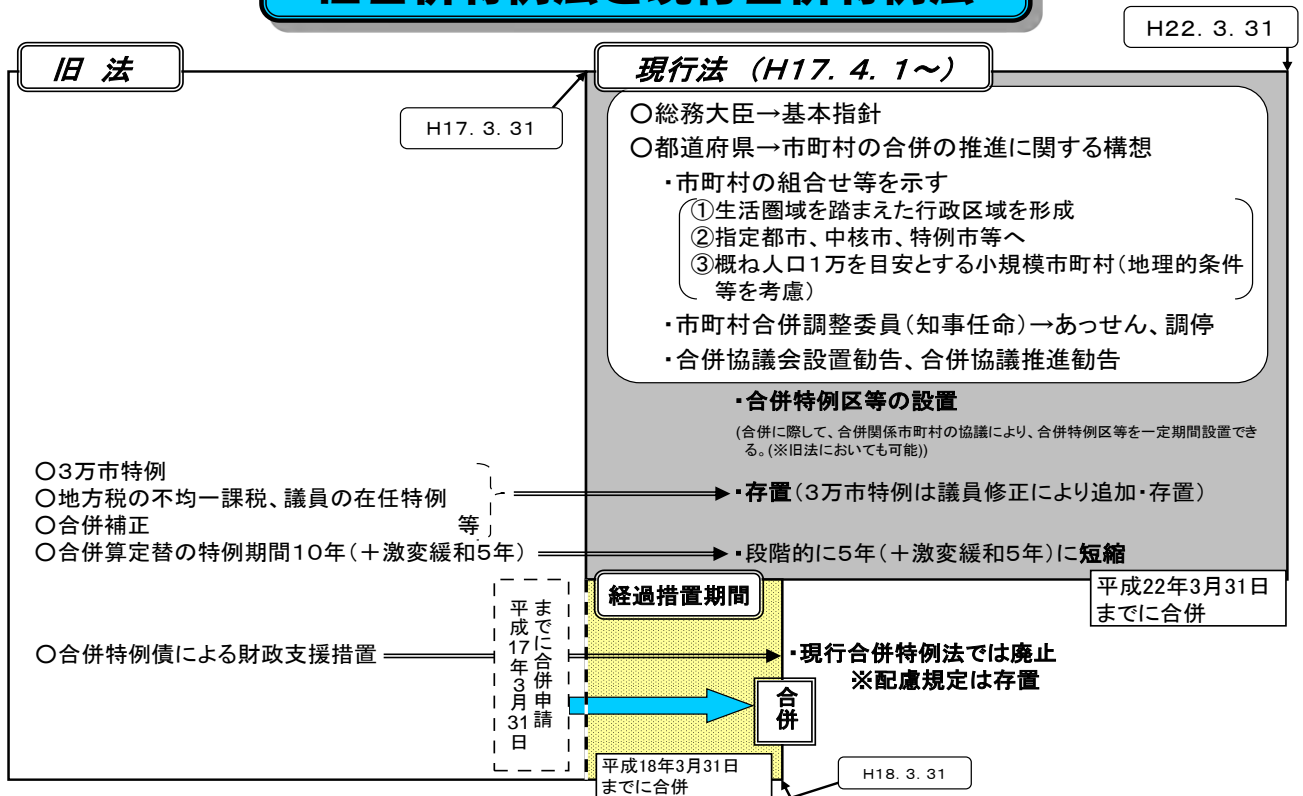 旧合併特例法と現行合併特例法
H22. 3. 31
旧 法
現行法 (H17. 4. 1~)
H17. 3. 31
○総務大臣→基本指針
○都道府県→市町村の合併の推進に関する構想
・市町村の組合せ等を示す
①生活圏域を踏まえた行政区域を形成
②指定都市、中核市、特例市等へ
③概ね人口1万を目安とする小規模市町村(地理的条件
等を考慮)
・市町村合併調整委員(知事任命)→あっせん、調停
・合併協議会設置勧告、合併協議推進勧告
・合併特例区等の設置
(合併に際して、合併関係市町村の協議により、合併特例区等を一定期間設置でき
る。(※旧法においても可能))
○3万市特例
○地方税の不均一課税、議員の在任特例
○合併補正 等
・存置(3万市特例は議員修正により追加・存置)
○合併算定替の特例期間10年(+激変緩和5年)
・段階的に5年(+激変緩和5年)に短縮
経過措置期間
平成22年3月31日
までに合併
平成17年3月31日
までに合併申請
○合併特例債による財政支援措置
・現行合併特例法では廃止
※配慮規定は存置
合併
平成18年3月31日
までに合併
H18. 3. 31